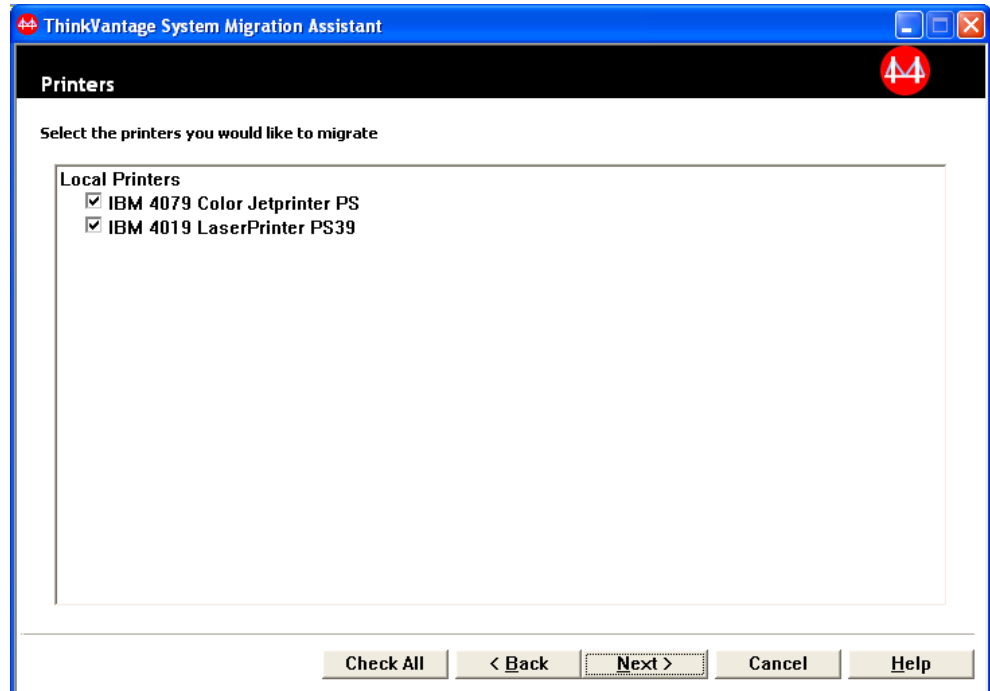 ThinkVantage System Migration Assistant
Printers
Select the printers you would like to migrate
Local Printers
IBM 4079 Color Jetprinter PS
IBM 4019 LaserPrinter PS39
Check All
< Back
Next >
Cancel
Help